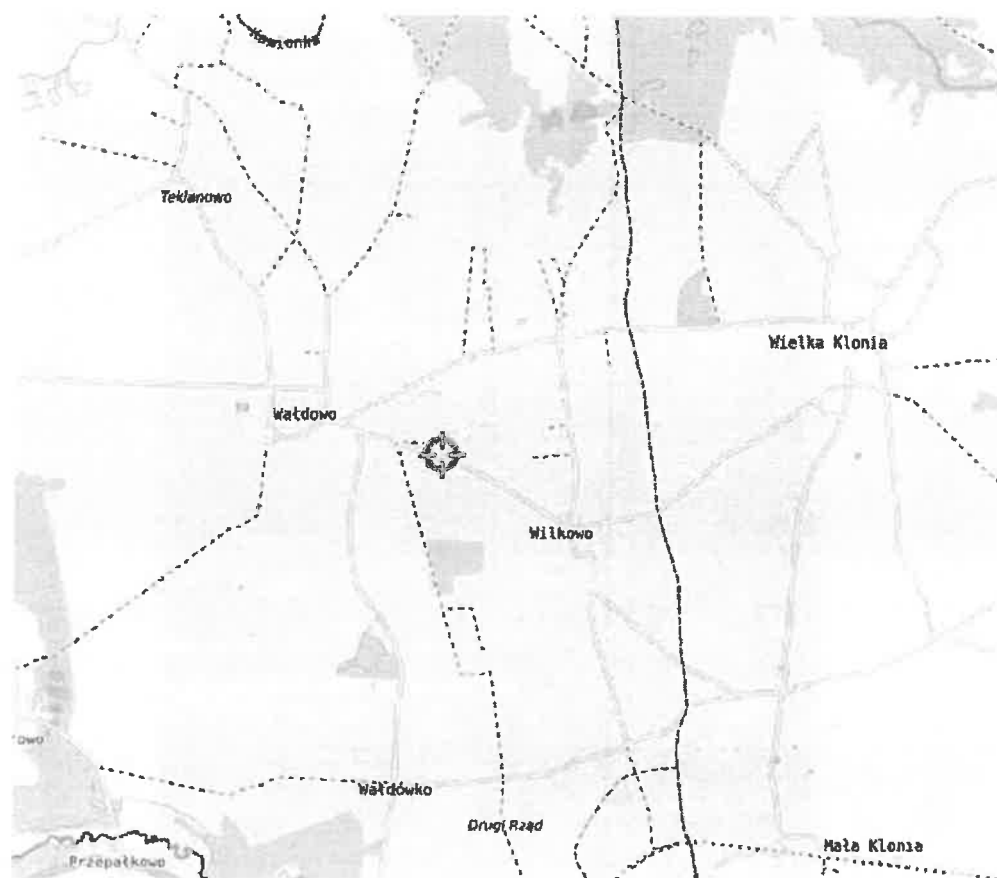 Teklanowo
Wielka Klonia
Wałdowo
Wilkowo
Wałdówko
Drugi Rząd
Mała Klonia
Przepałkowo